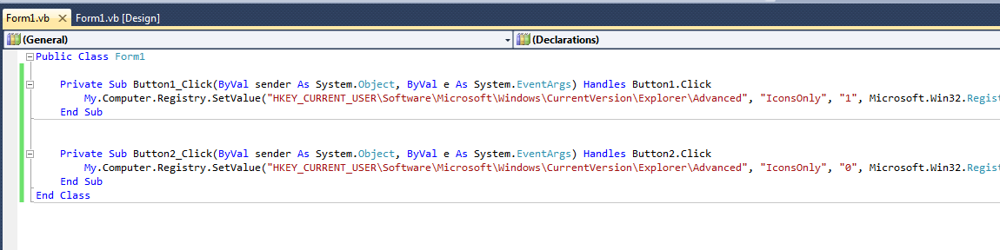 Form1.vb Form1.vb [Design]
(General) (Declarations)
Public Class Form1
Private Sub Button1_Click(ByVal sender As System.Object, ByVal e As System.EventArgs) Handles Button1.Click
My.Computer.Registry.SetValue("HKEY_CURRENT_USER\Software\Microsoft\Windows\CurrentVersion\Explorer\Advanced", "IconsOnly", "1", Microsoft.Win32.Regist
End Sub
Private Sub Button2_Click(ByVal sender As System.Object, ByVal e As System.EventArgs) Handles Button2.Click
My.Computer.Registry.SetValue("HKEY_CURRENT_USER\Software\Microsoft\Windows\CurrentVersion\Explorer\Advanced", "IconsOnly", "0", Microsoft.Win32.Regist
End Sub
End Class